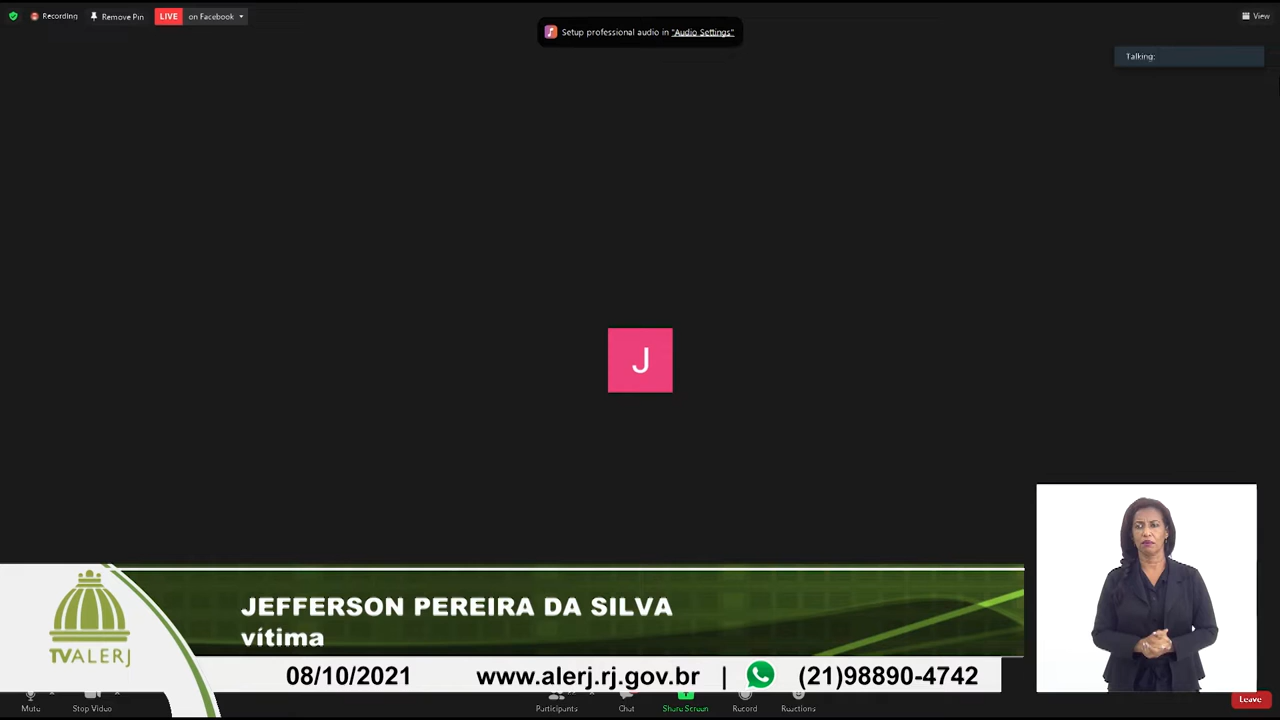 Recording
Remove Pin
LIVE on Facebook
View
Setup professional audio in "Audio Settings"
Talking:
J
JEFFERSON PEREIRA DA SILVA
vítima
TVALERJ
08/10/2021 www.alerj.rj.gov.br | (21)98890-4742
Mute
Stop Video
Participants
Chat
Share Screen
Record
Reactions
Leave